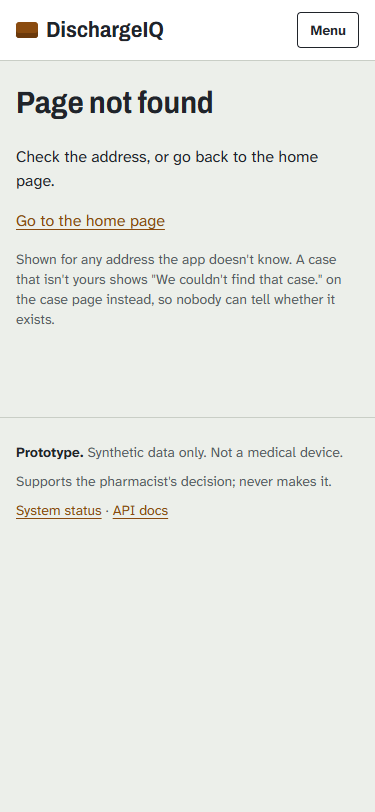 DischargeIQ
Menu
Page not found
Check the address, or go back to the home
page.
Go to the home page
Shown for any address the app doesn't know. A case
that isn't yours shows "We couldn't find that case." on
the case page instead, so nobody can tell whether it
exists.
Prototype. Synthetic data only. Not a medical device.
Supports the pharmacist's decision; never makes it.
System status · API docs